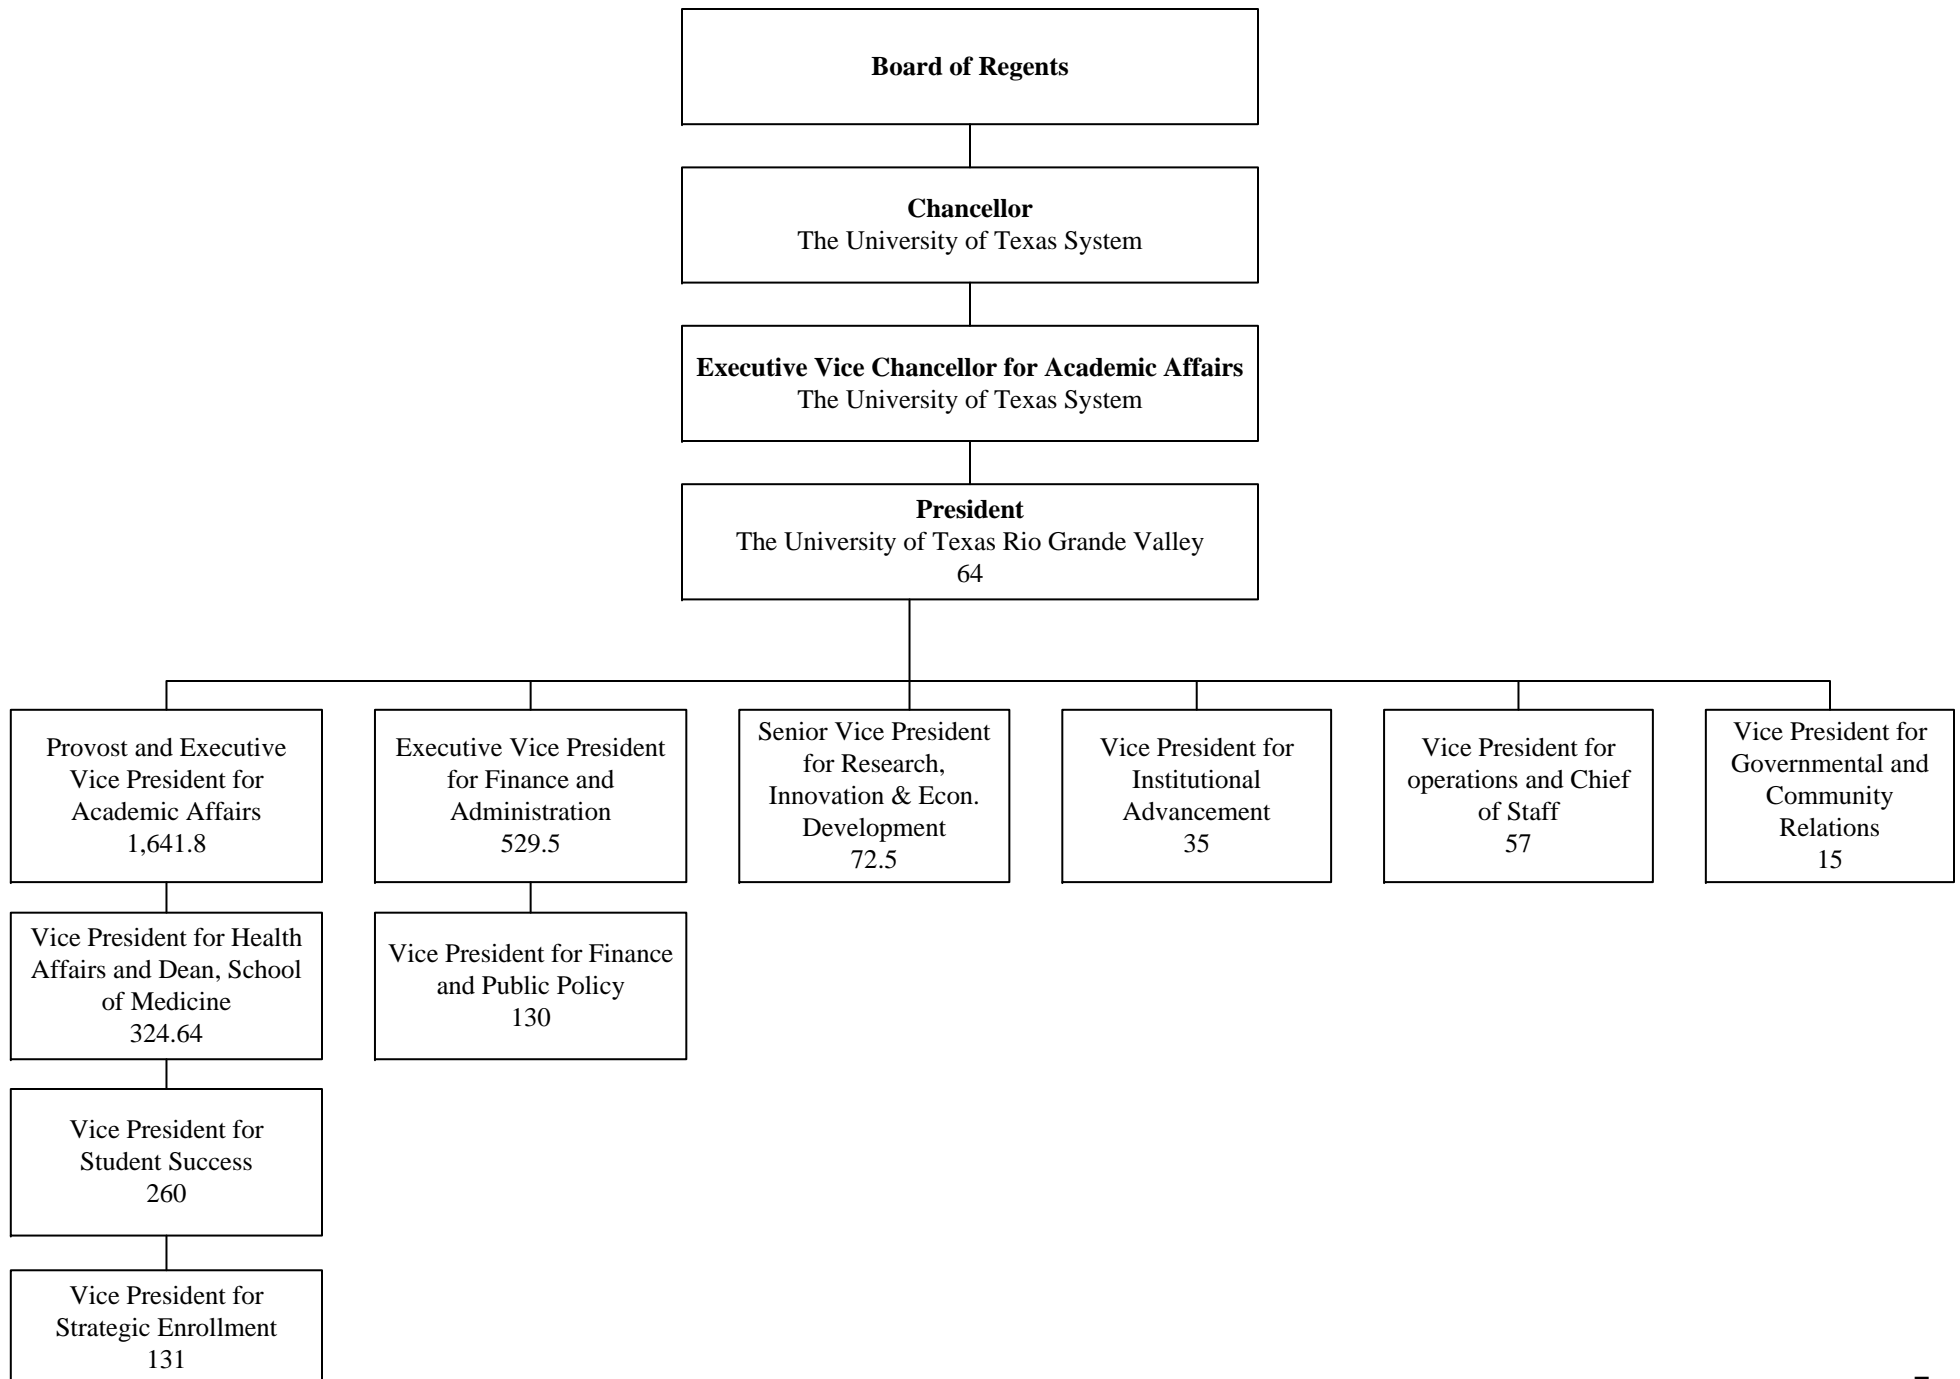 Board of Regents
Chancellor
The University of Texas System
Executive Vice Chancellor for Academic Affairs
The University of Texas System
President
The University of Texas Rio Grande Valley
64
Provost and Executive
Vice President for
Academic Affairs
1,641.8
Executive Vice President
for Finance and
Administration
529.5
Senior Vice President
for Research,
Innovation & Econ.
Development
72.5
Vice President for
Institutional
Advancement
35
Vice President for
operations and Chief
of Staff
57
Vice President for
Governmental and
Community
Relations
15
Vice President for Health
Affairs and Dean, School
of Medicine
324.64
Vice President for Finance
and Public Policy
130
Vice President for
Student Success
260
Vice President for
Strategic Enrollment
131